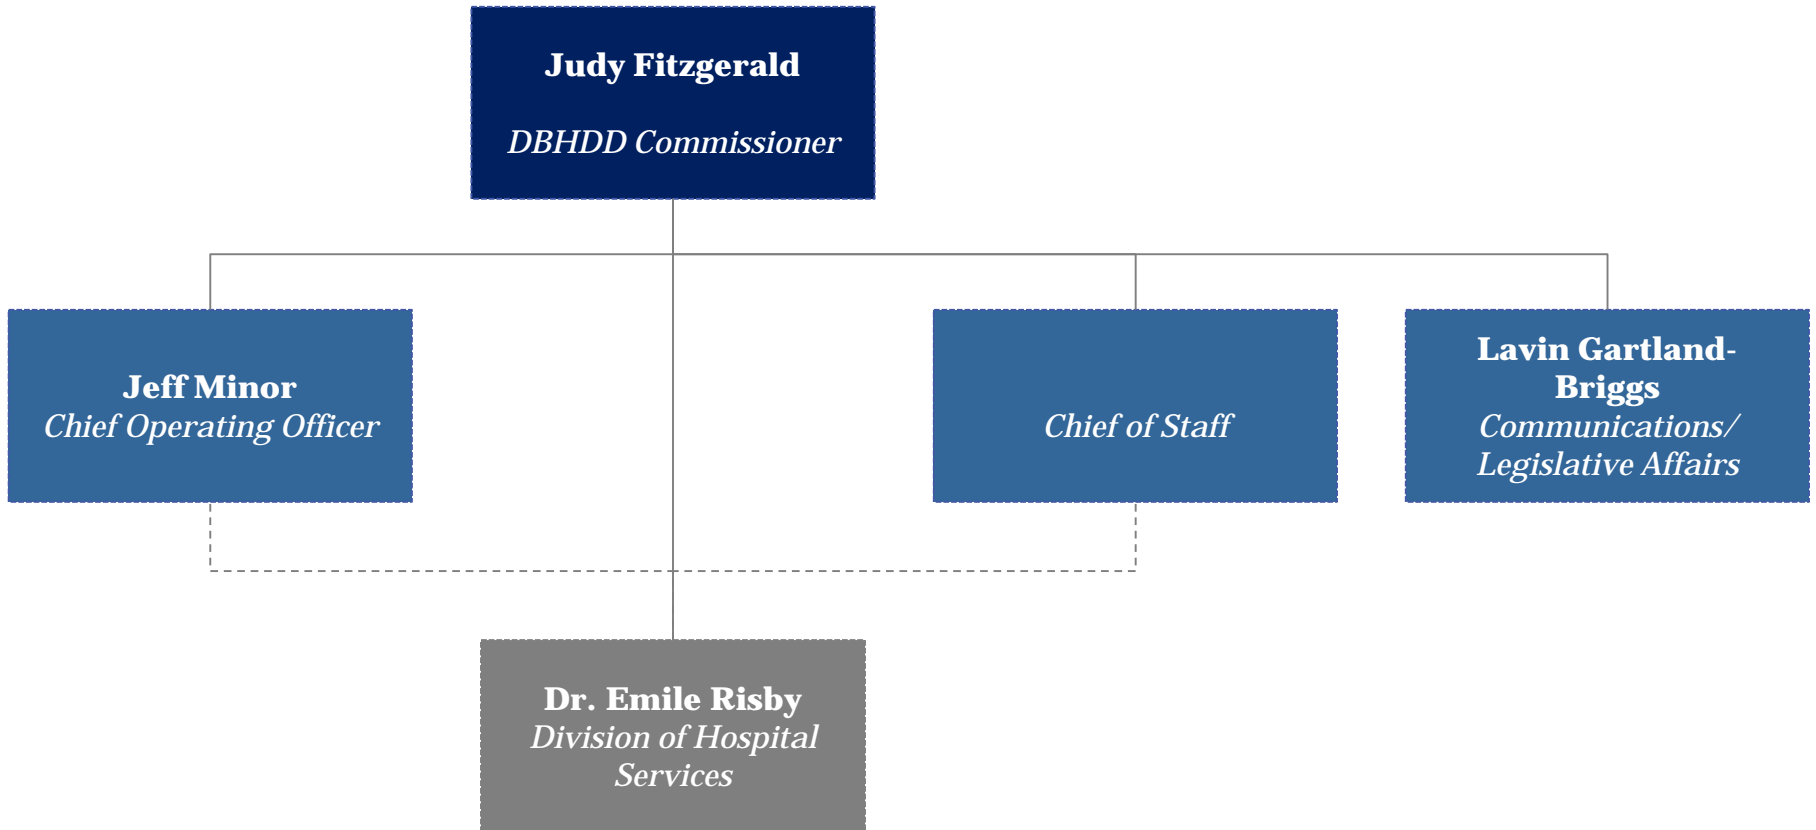 Judy Fitzgerald
DBHDD Commissioner
Jeff Minor
Chief Operating Officer
Chief of Staff
Lavin Gartland-
Briggs
Communications/
Legislative Affairs
Dr. Emile Risby
Division of Hospital
Services